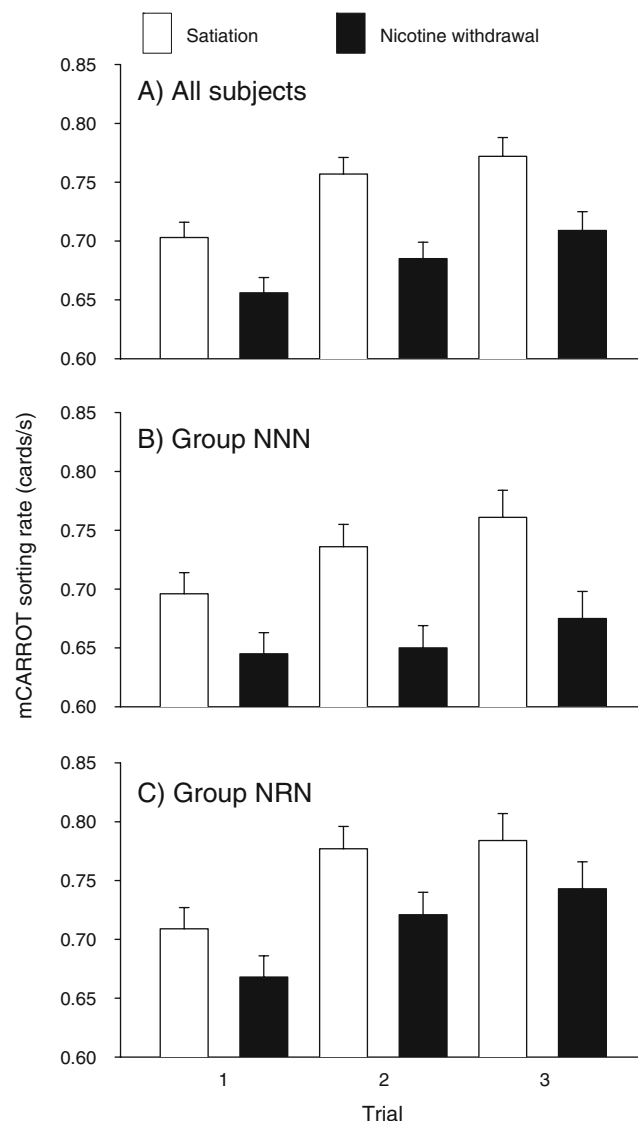 Satiation
Nicotine withdrawal
A) All subjects
0.85
0.80
0.75
0.70
0.65
0.60
B) Group NNN
0.85
0.80
0.75
0.70
0.65
0.60
mCARROT sorting rate (cards/s)
C) Group NRN
0.85
0.80
0.75
0.70
0.65
0.60
1 2 3
Trial